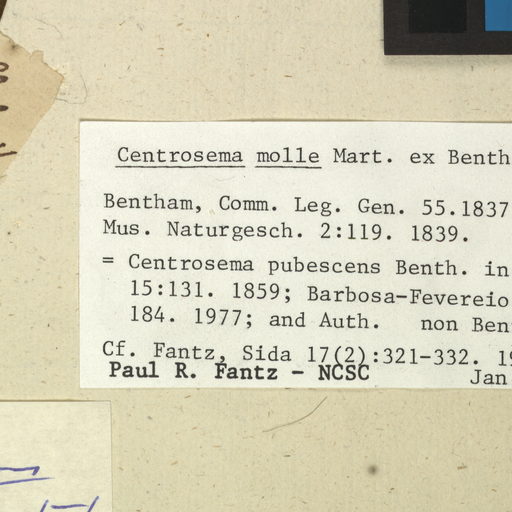 Centrosema molle Mart. ex Benth
Bentham, Comm. Leg. Gen. 55.1837
Mus. Naturgesch. 2:119. 1839.
= Centrosema pubescens Benth. in
15:131. 1859; Barbosa-Fevereio
184. 1977; and Auth. non Ben
Cf. Fantz, Sida 17(2):321-332. 19
Paul R. Fantz - NCSC Jan